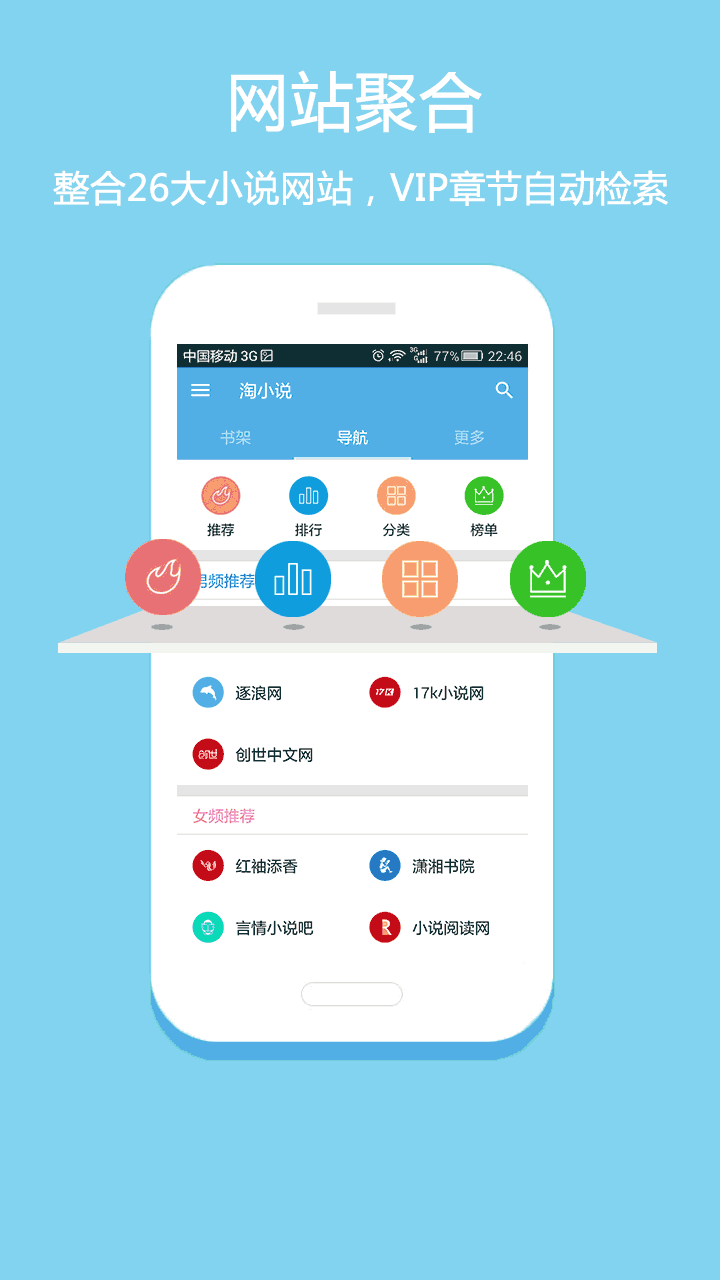 网站聚合
整合26大小说网站，VIP章节自动检索
中国移动 3G 3G 77% 22:46
淘小说
书架 导航 更多
推荐 排行 分类 榜单
男频推荐
逐浪网 17k小说网
创世中文网
女频推荐
红袖添香 潇湘书院
言情小说吧 小说阅读网